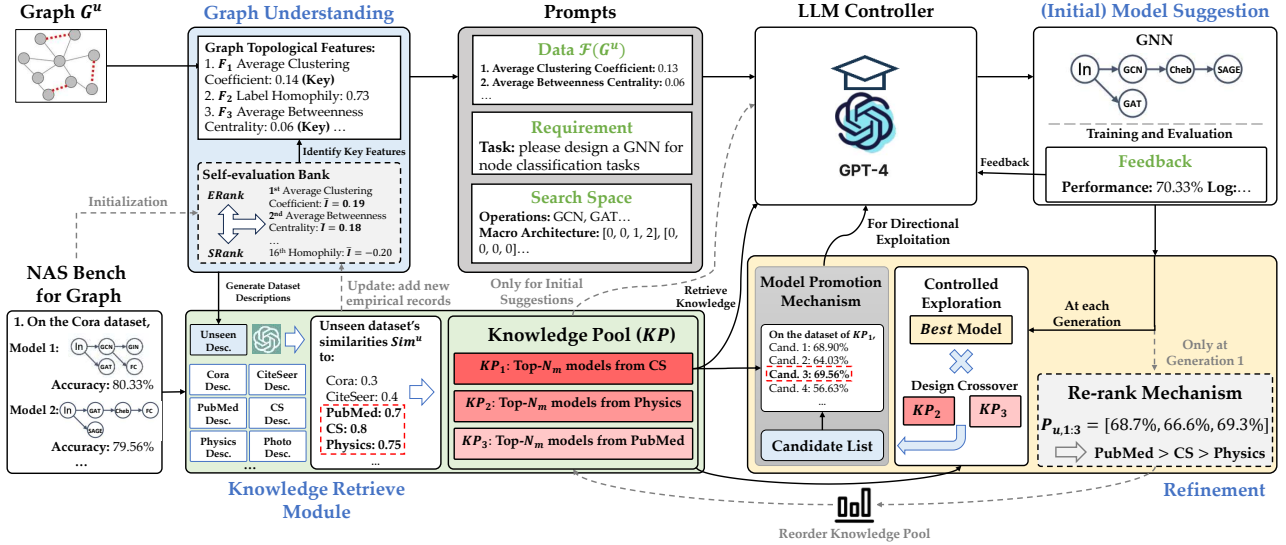 Graph G^u
Graph Understanding
Graph Topological Features:
1. F_1 Average Clustering
Coefficient: 0.14 (Key)
2. F_2 Label Homophily: 0.73
3. F_3 Average Betweenness
Centrality: 0.06 (Key) …
Identify Key Features
Self-evaluation Bank
ERank
SRank
1st Average Clustering
Coefficient: Ī = 0.19
2nd Average Betweenness
Centrality: Ī = 0.18
…
16th Homophily: Ī = −0.20
Initialization
Prompts
Data F(G^u)
1. Average Clustering Coefficient: 0.13
2. Average Betweenness Centrality: 0.06
…
Requirement
Task: please design a GNN for
node classification tasks
Search Space
Operations: GCN, GAT…
Macro Architecture: [0, 0, 1, 2], [0,
0, 0, 0]…
LLM Controller
GPT-4
(Initial) Model Suggestion
GNN
In
GCN
Cheb
SAGE
GAT
Training and Evaluation
Feedback
Performance: 70.33% Log:…
Feedback
For Directional
Exploitation
NAS Bench
for Graph
1. On the Cora dataset,
Model 1:
In
GCN
GIN
GAT
FC
Accuracy: 80.33%
Model 2:
In
GAT
Cheb
FC
SAGE
Accuracy: 79.56%
…
Generate Dataset
Descriptions
Update: add new
empirical records
Only for Initial
Suggestions
Retrieve
Knowledge
Unseen
Desc.
Cora
Desc.
CiteSeer
Desc.
PubMed
Desc.
CS
Desc.
Physics
Desc.
Photo
Desc.
…
Unseen dataset's
similarities Sim^u
to:
Cora: 0.3
CiteSeer: 0.4
PubMed: 0.7
CS: 0.8
Physics: 0.75
…
Knowledge Pool (KP)
KP_1: Top-N_m models from CS
KP_2: Top-N_m models from Physics
KP_3: Top-N_m models from PubMed
Knowledge Retrieve
Module
Model Promotion
Mechanism
On the dataset of KP_1,
Cand. 1: 68.90%
Cand. 2: 64.03%
Cand. 3: 69.56%
Cand. 4: 56.63%
…
Candidate List
Controlled
Exploration
Best Model
Design Crossover
KP_2
KP_3
At each
Generation
Only at
Generation 1
Re-rank Mechanism
P_{u,1:3} = [68.7%, 66.6%, 69.3%]
PubMed > CS > Physics
Refinement
Reorder Knowledge Pool